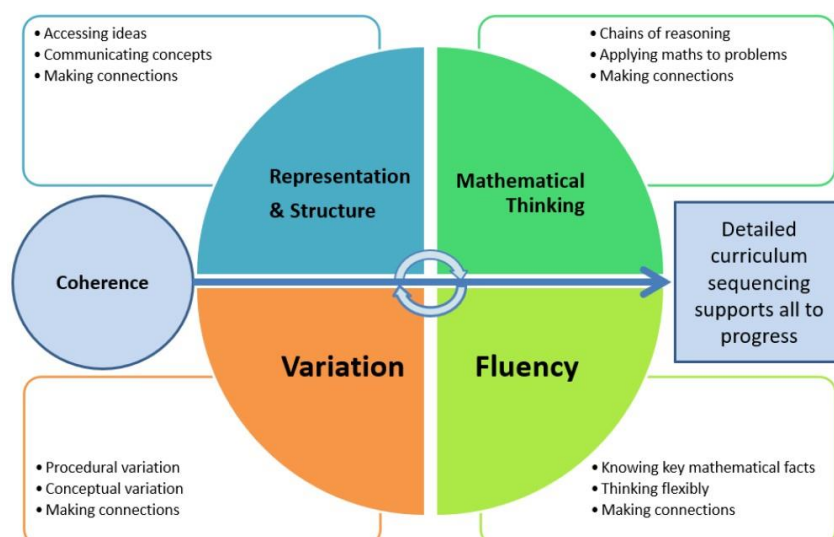 • Accessing ideas
• Communicating concepts
• Making connections
• Chains of reasoning
• Applying maths to problems
• Making connections
Representation
& Structure
Mathematical
Thinking
Coherence
Detailed
curriculum
sequencing
supports all to
progress
Variation
Fluency
• Procedural variation
• Conceptual variation
• Making connections
• Knowing key mathematical facts
• Thinking flexibly
• Making connections